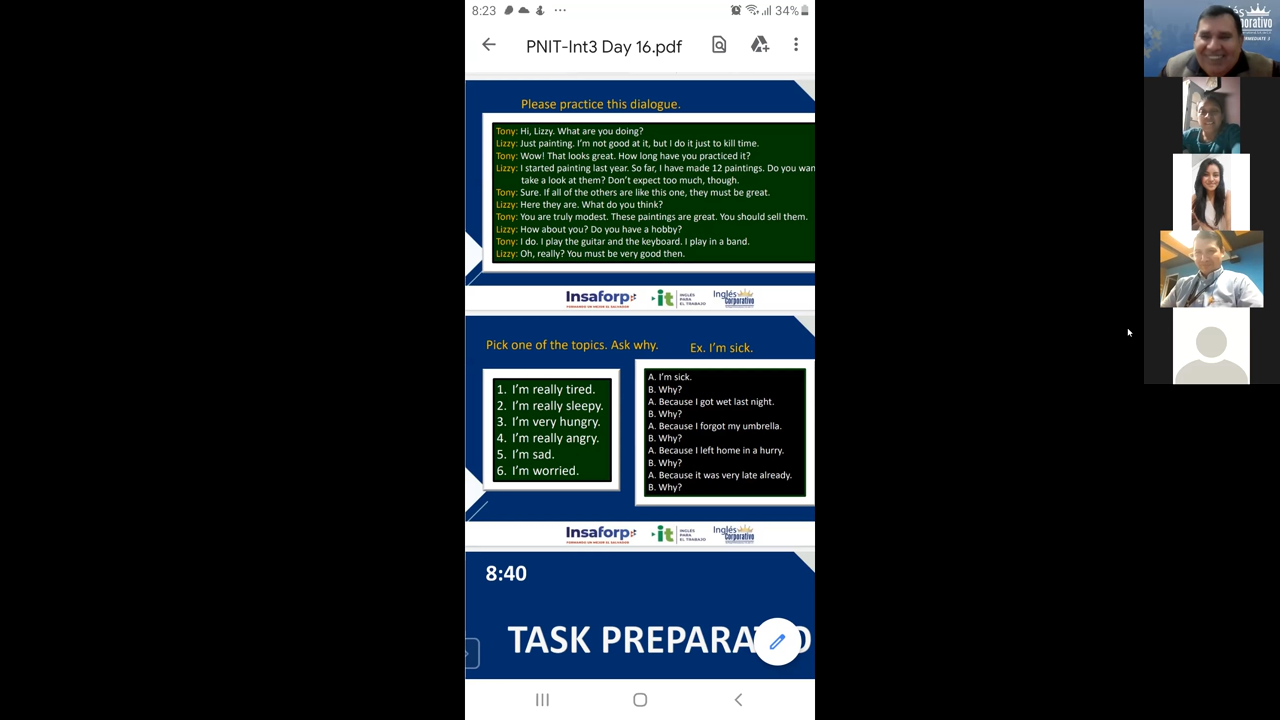 8:23
34%
PNIT-Int3 Day 16.pdf
Please practice this dialogue.
Tony: Hi, Lizzy. What are you doing?
Lizzy: Just painting. I'm not good at it, but I do it just to kill time.
Tony: Wow! That looks great. How long have you practiced it?
Lizzy: I started painting last year. So far, I have made 12 paintings. Do you wan
take a look at them? Don't expect too much, though.
Tony: Sure. If all of the others are like this one, they must be great.
Lizzy: Here they are. What do you think?
Tony: You are truly modest. These paintings are great. You should sell them.
Lizzy: How about you? Do you have a hobby?
Tony: I do. I play the guitar and the keyboard. I play in a band.
Lizzy: Oh, really? You must be very good then.
Insaforp
it INGLÉS PARA EL TRABAJO
Inglés Corporativo
Pick one of the topics. Ask why.
Ex. I'm sick.
1. I'm really tired.
2. I'm really sleepy.
3. I'm very hungry.
4. I'm really angry.
5. I'm sad.
6. I'm worried.
A. I'm sick.
B. Why?
A. Because I got wet last night.
B. Why?
A. Because I forgot my umbrella.
B. Why?
A. Because I left home in a hurry.
B. Why?
A. Because it was very late already.
B. Why?
Insaforp
it INGLÉS PARA EL TRABAJO
Inglés Corporativo
8:40
TASK PREPARA